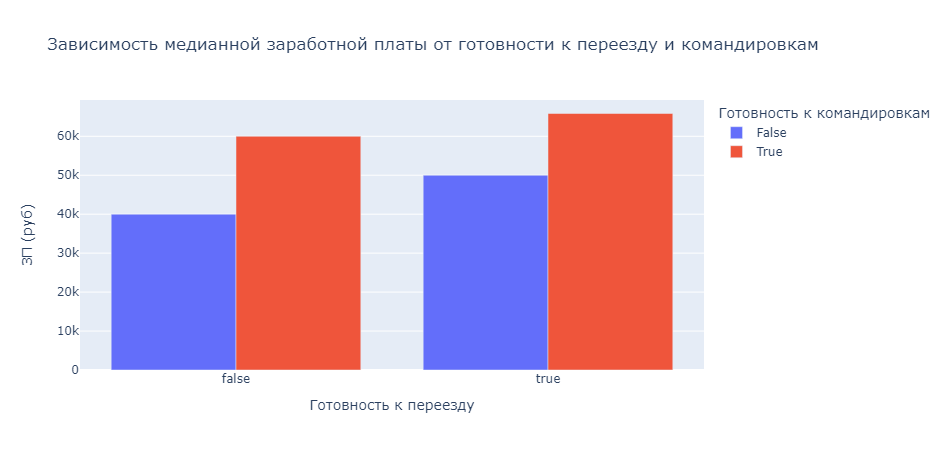 Зависимость медианной заработной платы от готовности к переезду и командировкам
Готовность к командировкам
False
True
ЗП (руб)
60k
50k
40k
30k
20k
10k
0
false
true
Готовность к переезду